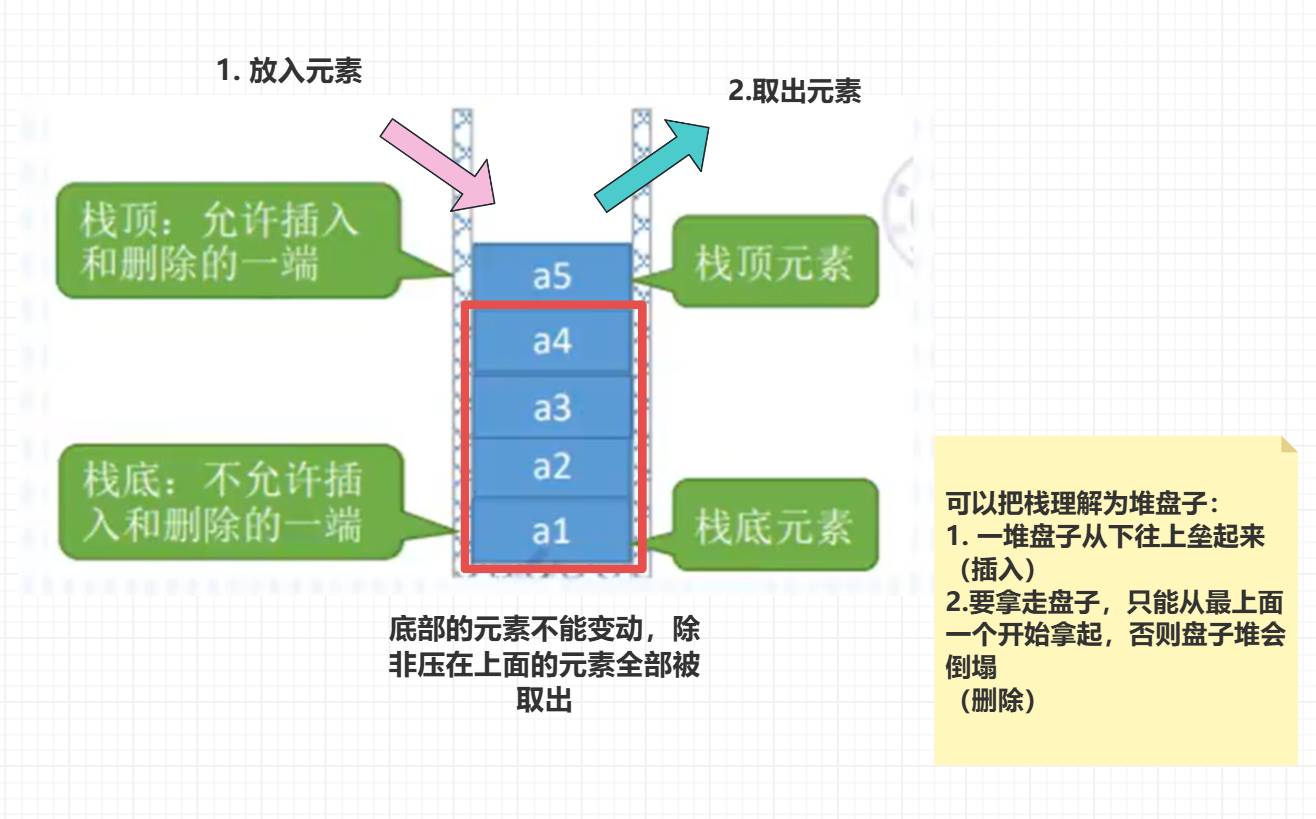 1. 放入元素
2.取出元素
栈顶：允许插入
和删除的一端
栈顶元素
a5
a4
a3
a2
a1
栈底：不允许插
入和删除的一端
栈底元素
底部的元素不能变动，除
非压在上面的元素全部被
取出
可以把栈理解为堆盘子：
1. 一堆盘子从下往上垒起来
（插入）
2.要拿走盘子，只能从最上面
一个开始拿起，否则盘子堆会
倒塌
（删除）